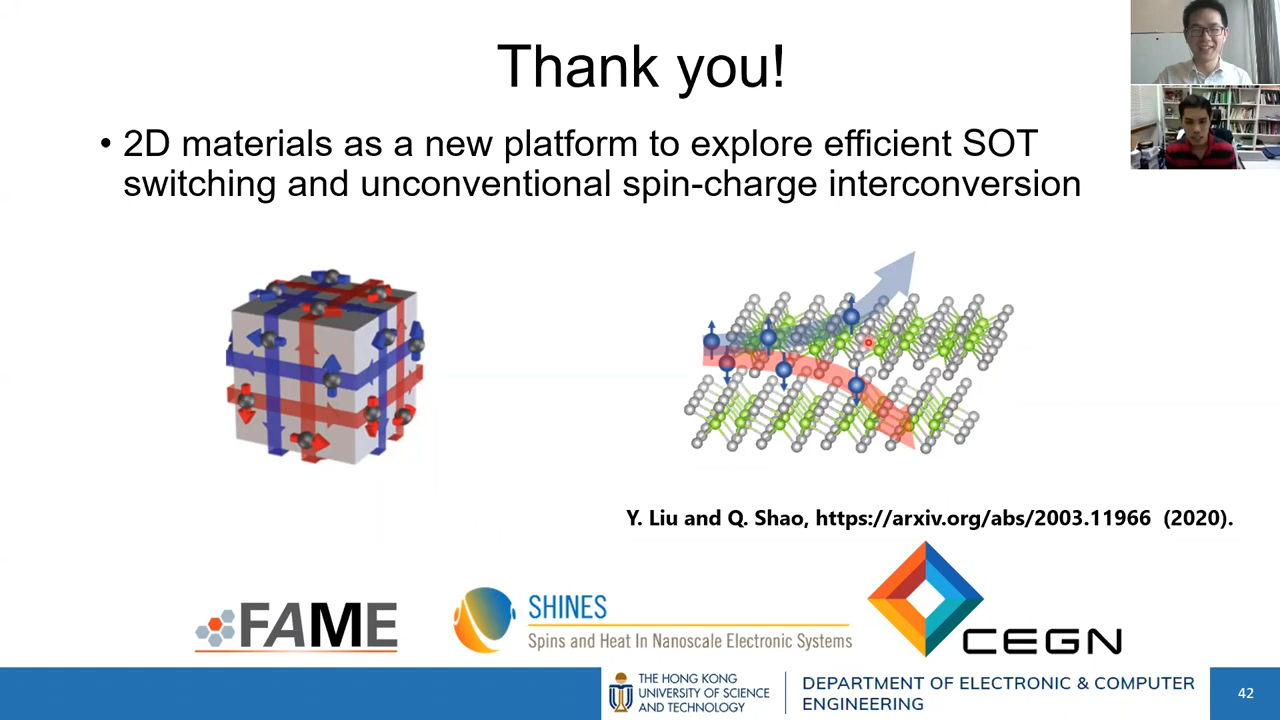 Thank you!
• 2D materials as a new platform to explore efficient SOT
switching and unconventional spin-charge interconversion
Y. Liu and Q. Shao, https://arxiv.org/abs/2003.11966 (2020).
FAME
SHINES
Spins and Heat In Nanoscale Electronic Systems
CEGN
THE HONG KONG
UNIVERSITY OF SCIENCE
AND TECHNOLOGY
DEPARTMENT OF ELECTRONIC & COMPUTER
ENGINEERING
42